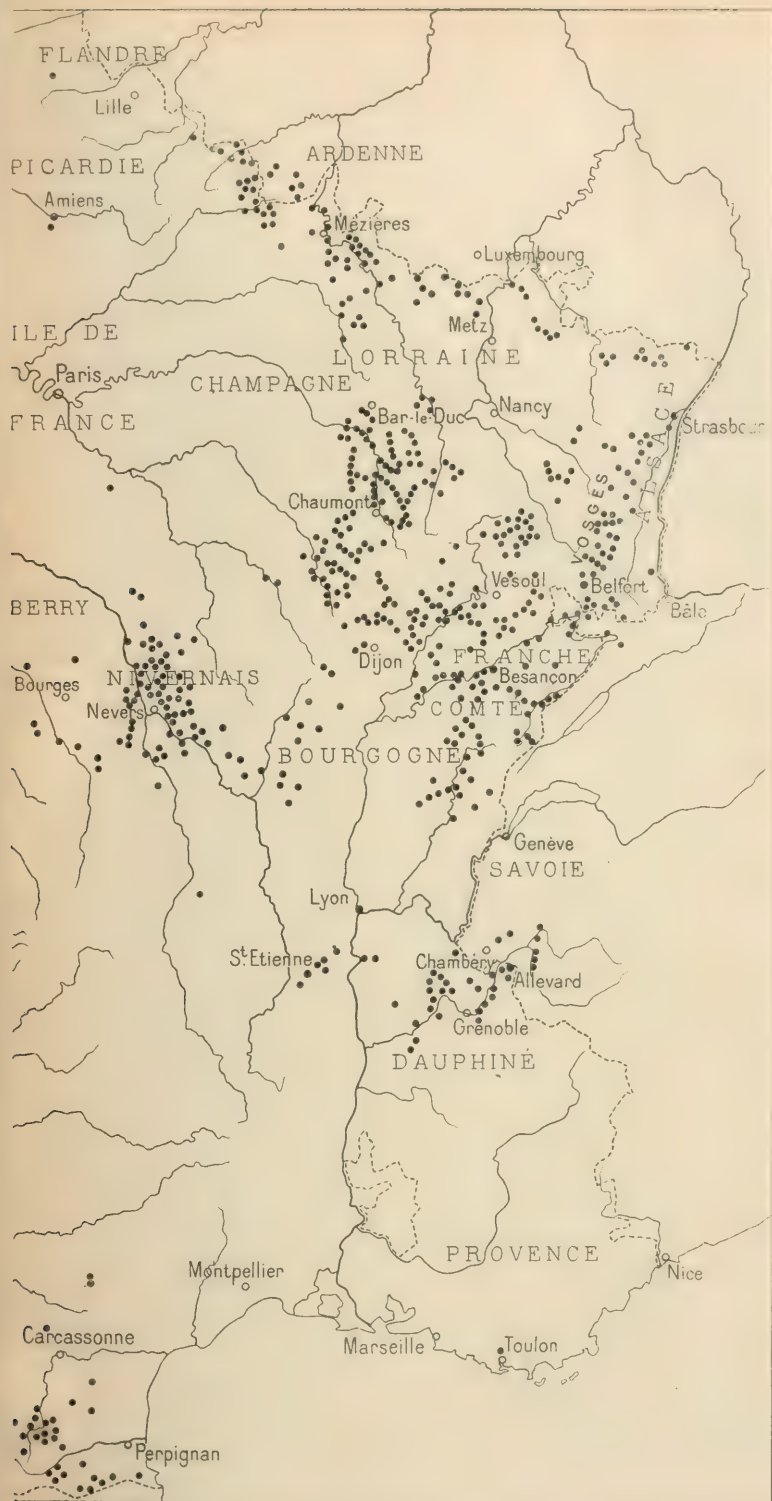 FLANDRE
Lille
PICARDIE
ARDENNE
Amiens
Mézières
Luxembourg
Metz
ILE DE
LORRAINE
Paris
CHAMPAGNE
FRANCE
Bar-le-Duc
Nancy
ALSACE
Chaumont
VOSGES
Vesoul
Belfort
BERRY
Bâle
Dijon
FRANCHE
NIVERNAIS
Bourges
Besançon
Nevers
COMTÉ
BOURGOGNE
Genève
SAVOIE
Lyon
St. Etienne
Chambéry
Allevard
Grenoble
DAUPHINÉ
PROVENCE
Montpellier
Nice
Carcassonne
Marseille
Toulon
Perpignan